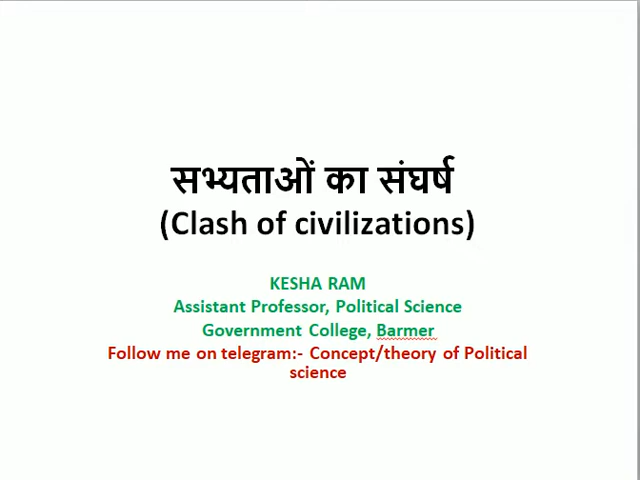 सभ्यताओं का संघर्ष
(Clash of civilizations)
KESHA RAM
Assistant Professor, Political Science
Government College, Barmer
Follow me on telegram:- Concept/theory of Political
science